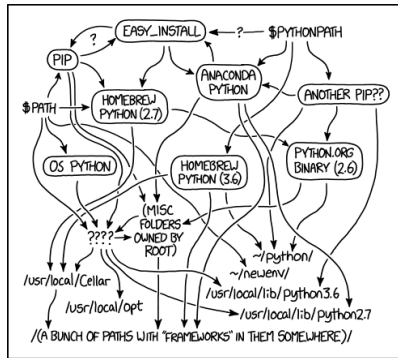 EASY_INSTALL
?
$PYTHONPATH
?
PIP
ANACONDA
PYTHON
ANOTHER PIP??
HOMEBREW
PYTHON (2.7)
$PATH
OS PYTHON
HOMEBREW
PYTHON (3.6)
PYTHON.ORG
BINARY (2.6)
(MISC
FOLDERS
OWNED BY
ROOT)
????
~/python/
~/newenv/
/usr/local/Cellar
/usr/local/opt
/usr/local/lib/python3.6
/usr/local/lib/python2.7
/(A BUNCH OF PATHS WITH "FRAMEWORKS" IN THEM SOMEWHERE)/